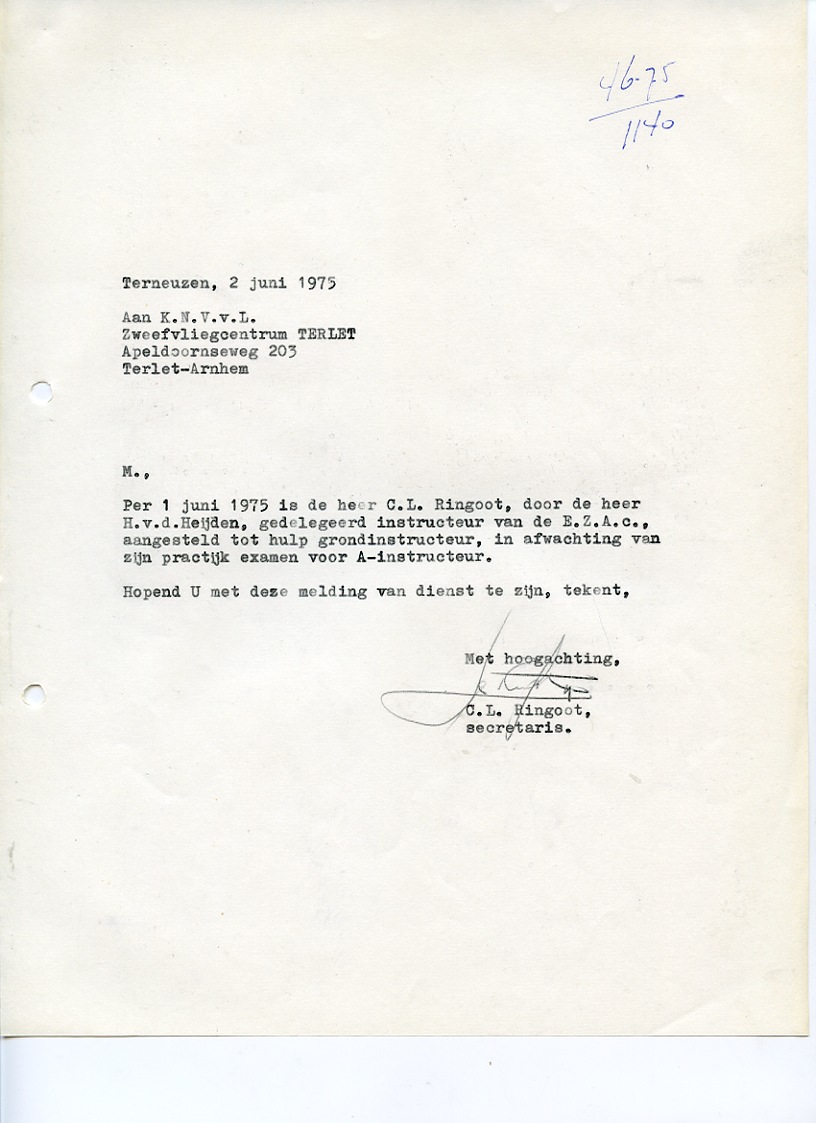 46-75
1140
Terneuzen, 2 juni 1975
Aan K.N.V.v.L.
Zweefvliegcentrum TERLET
Apeldoornseweg 203
Terlet-Arnhem
M.,
Per 1 juni 1975 is de heer C.L. Ringoot, door de heer
H.v.d.Heijden, gedelegeerd instructeur van de E.Z.A.c.,
aangesteld tot hulp grondinstructeur, in afwachting van
zijn practijk examen voor A-instructeur.
Hopend U met deze melding van dienst te zijn, tekent,
Met hoogachting,
C.L. Ringoot,
secretaris.